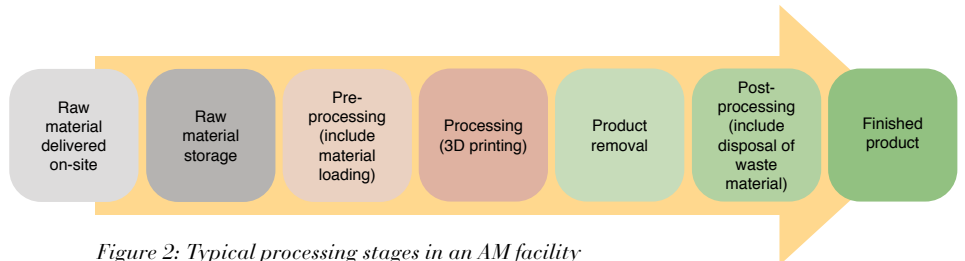 Raw
material
delivered
on-site
Raw
material
storage
Pre-
processing
(include
material
loading)
Processing
(3D printing)
Product
removal
Post-
processing
(include
disposal of
waste
material)
Finished
product
Figure 2: Typical processing stages in an AM facility